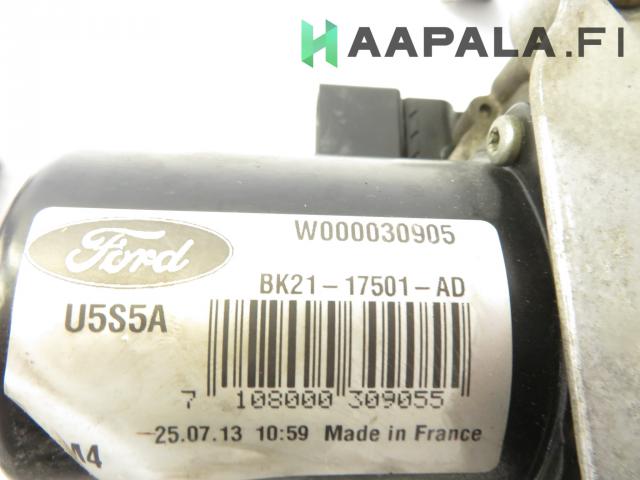 HAAPALA.FI
Ford
W000030905
BK21-17501-AD
U5S5A
7 108000 309055
25.07.13 10:59 Made in France